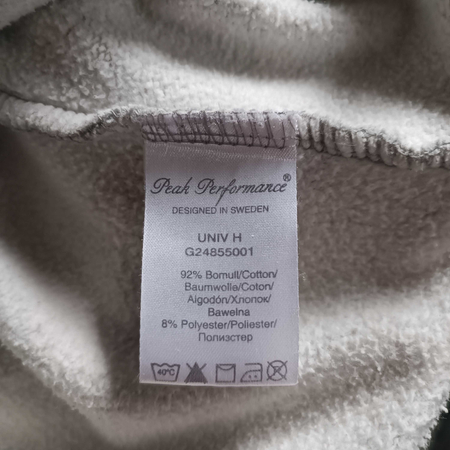 Peak Performance®
DESIGNED IN SWEDEN
UNIV H
G24855001
92% Bomull/Cotton/
Baumwolle/Coton/
Algodón/Хлопок/
Bawełna
8% Polyester/Poliester/
Полиэстер
40°C